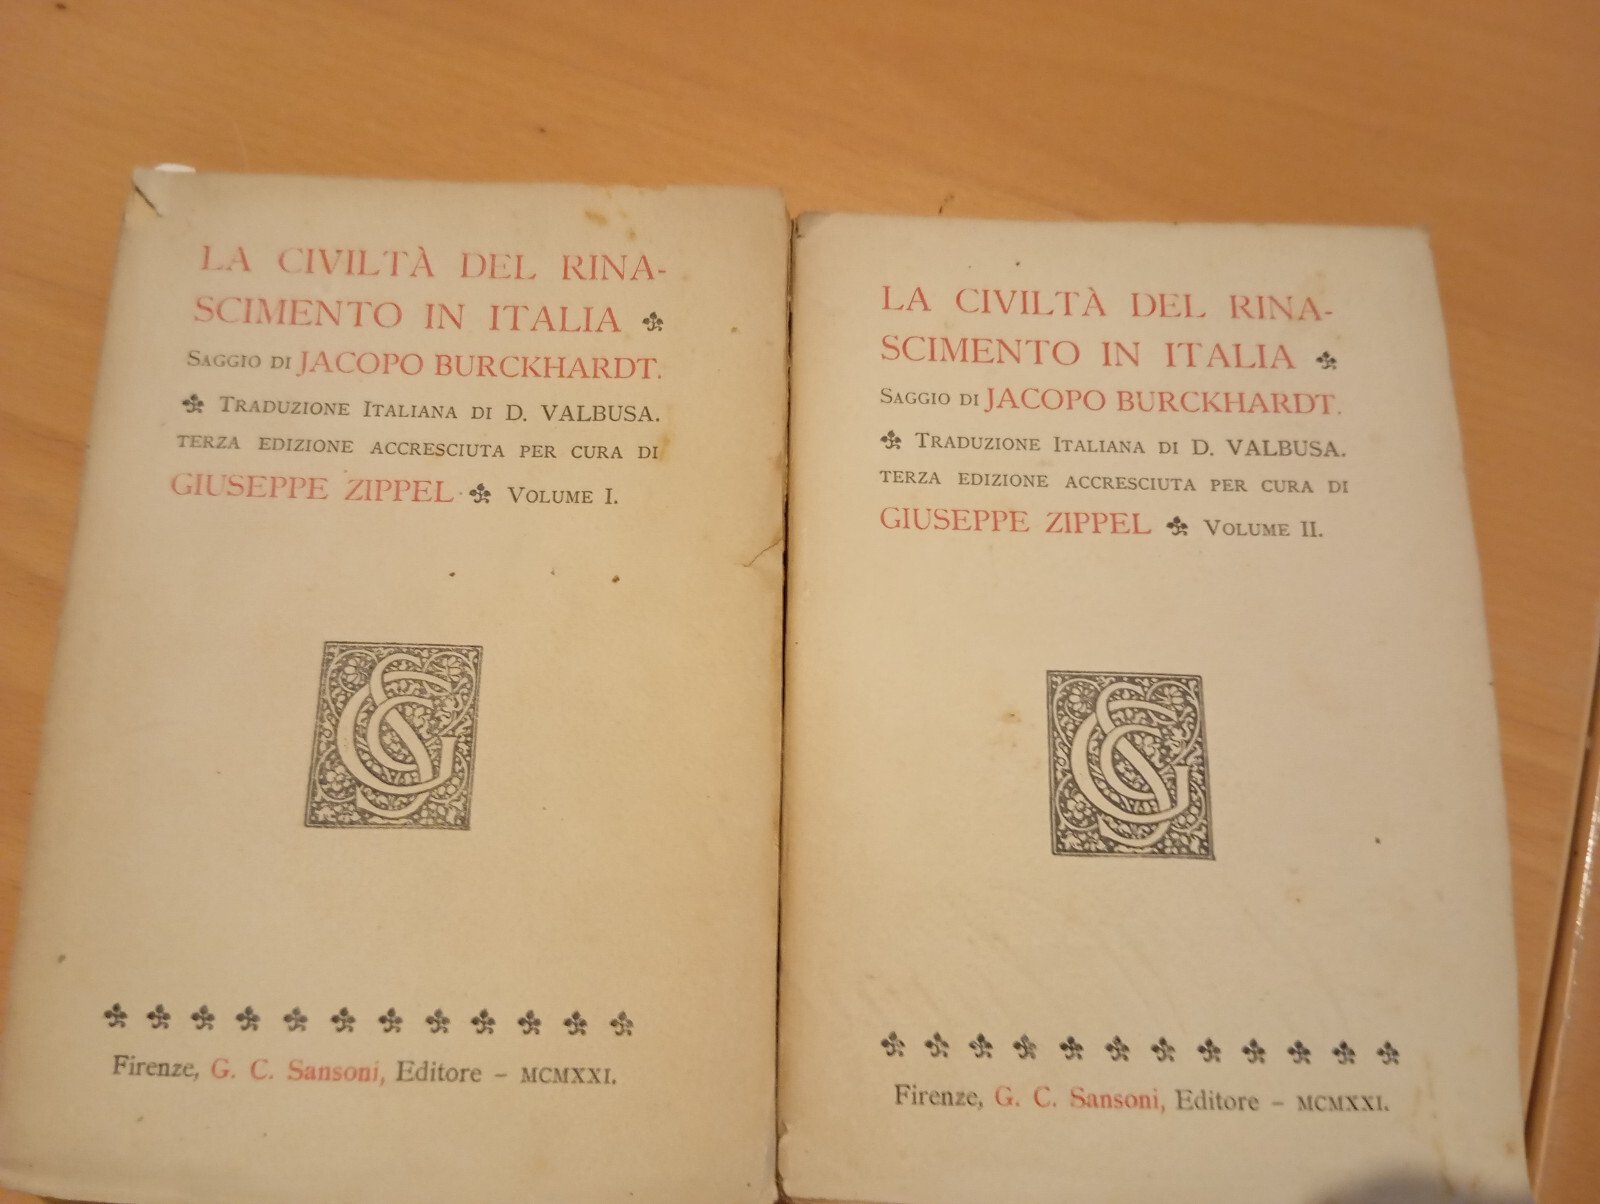 LA CIVILTÀ DEL RINA-
SCIMENTO IN ITALIA
SAGGIO DI JACOPO BURCKHARDT.
TRADUZIONE ITALIANA DI D. VALBUSA.
TERZA EDIZIONE ACCRESCIUTA PER CURA DI
GIUSEPPE ZIPPEL VOLUME I.
GCS
Firenze, G. C. Sansoni, Editore – MCMXXI.
LA CIVILTÀ DEL RINA-
SCIMENTO IN ITALIA
SAGGIO DI JACOPO BURCKHARDT.
TRADUZIONE ITALIANA DI D. VALBUSA.
TERZA EDIZIONE ACCRESCIUTA PER CURA DI
GIUSEPPE ZIPPEL VOLUME II.
GCS
Firenze, G. C. Sansoni, Editore – MCMXXI.